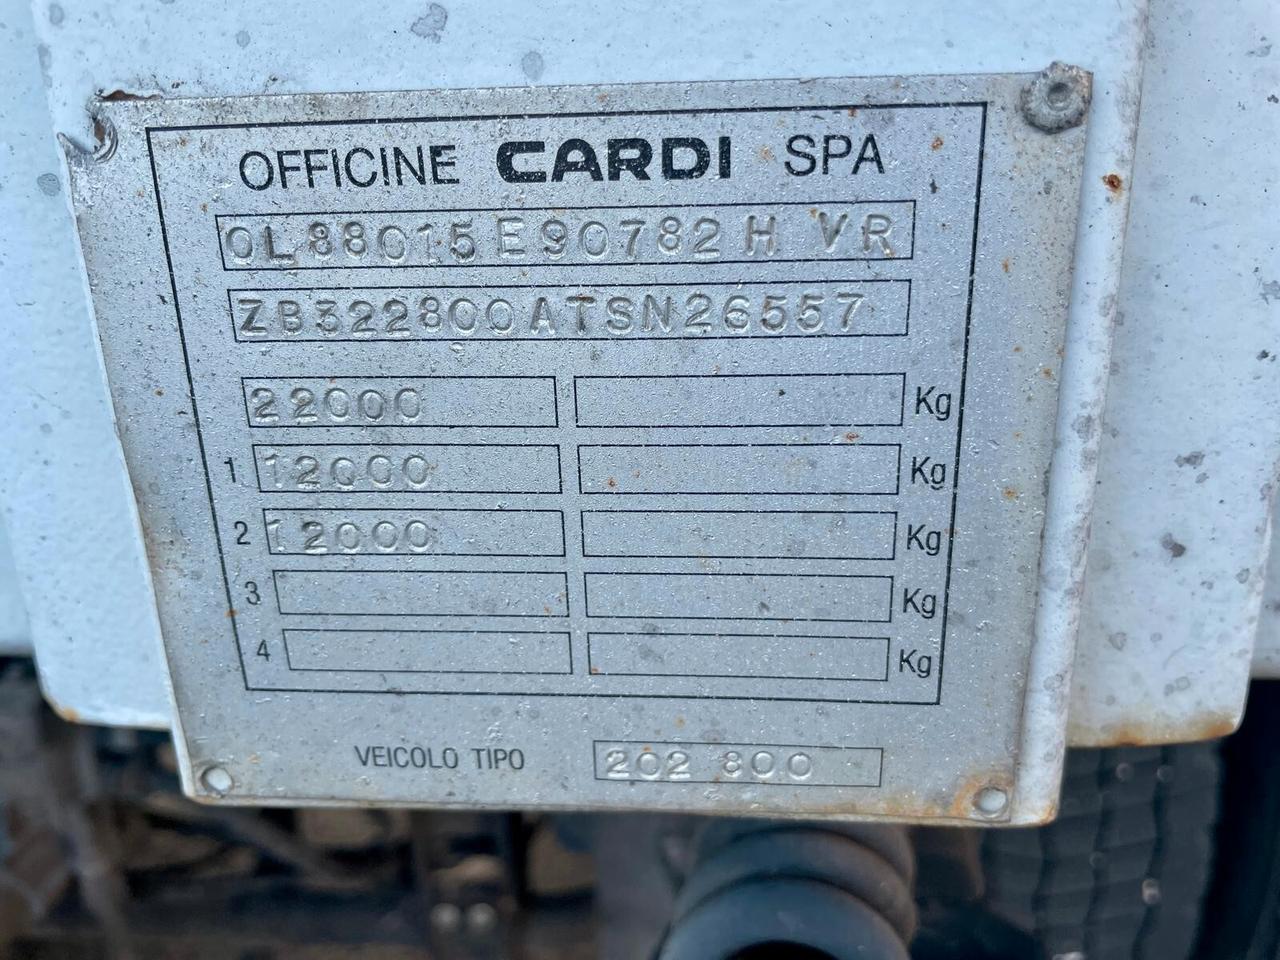 OFFICINE CARDI SPA
OL88015E90782H VR
ZB322800ATSN26557
22000 Kg
1 12000 Kg
2 12000 Kg
3 Kg
4 Kg
VEICOLO TIPO 202 800